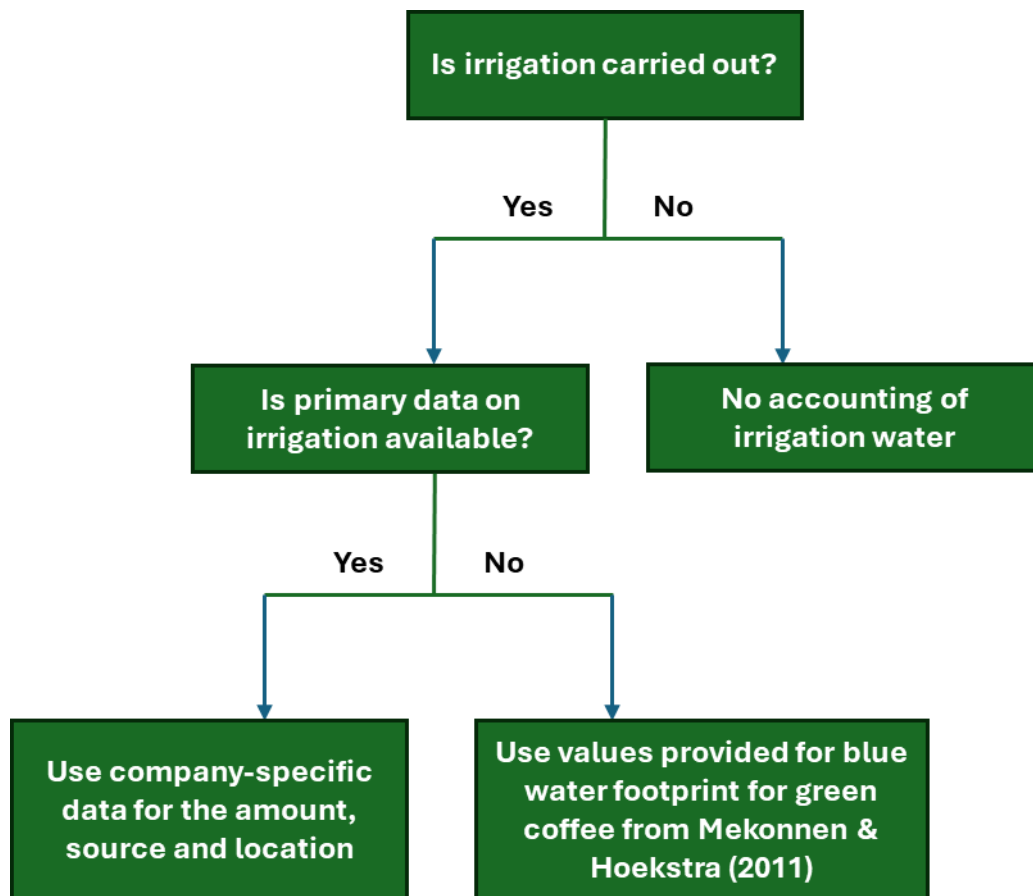 Is irrigation carried out?
Yes
No
Is primary data on
irrigation available?
No accounting of
irrigation water
Yes
No
Use company-specific
data for the amount,
source and location
Use values provided for blue
water footprint for green
coffee from Mekonnen &
Hoekstra (2011)